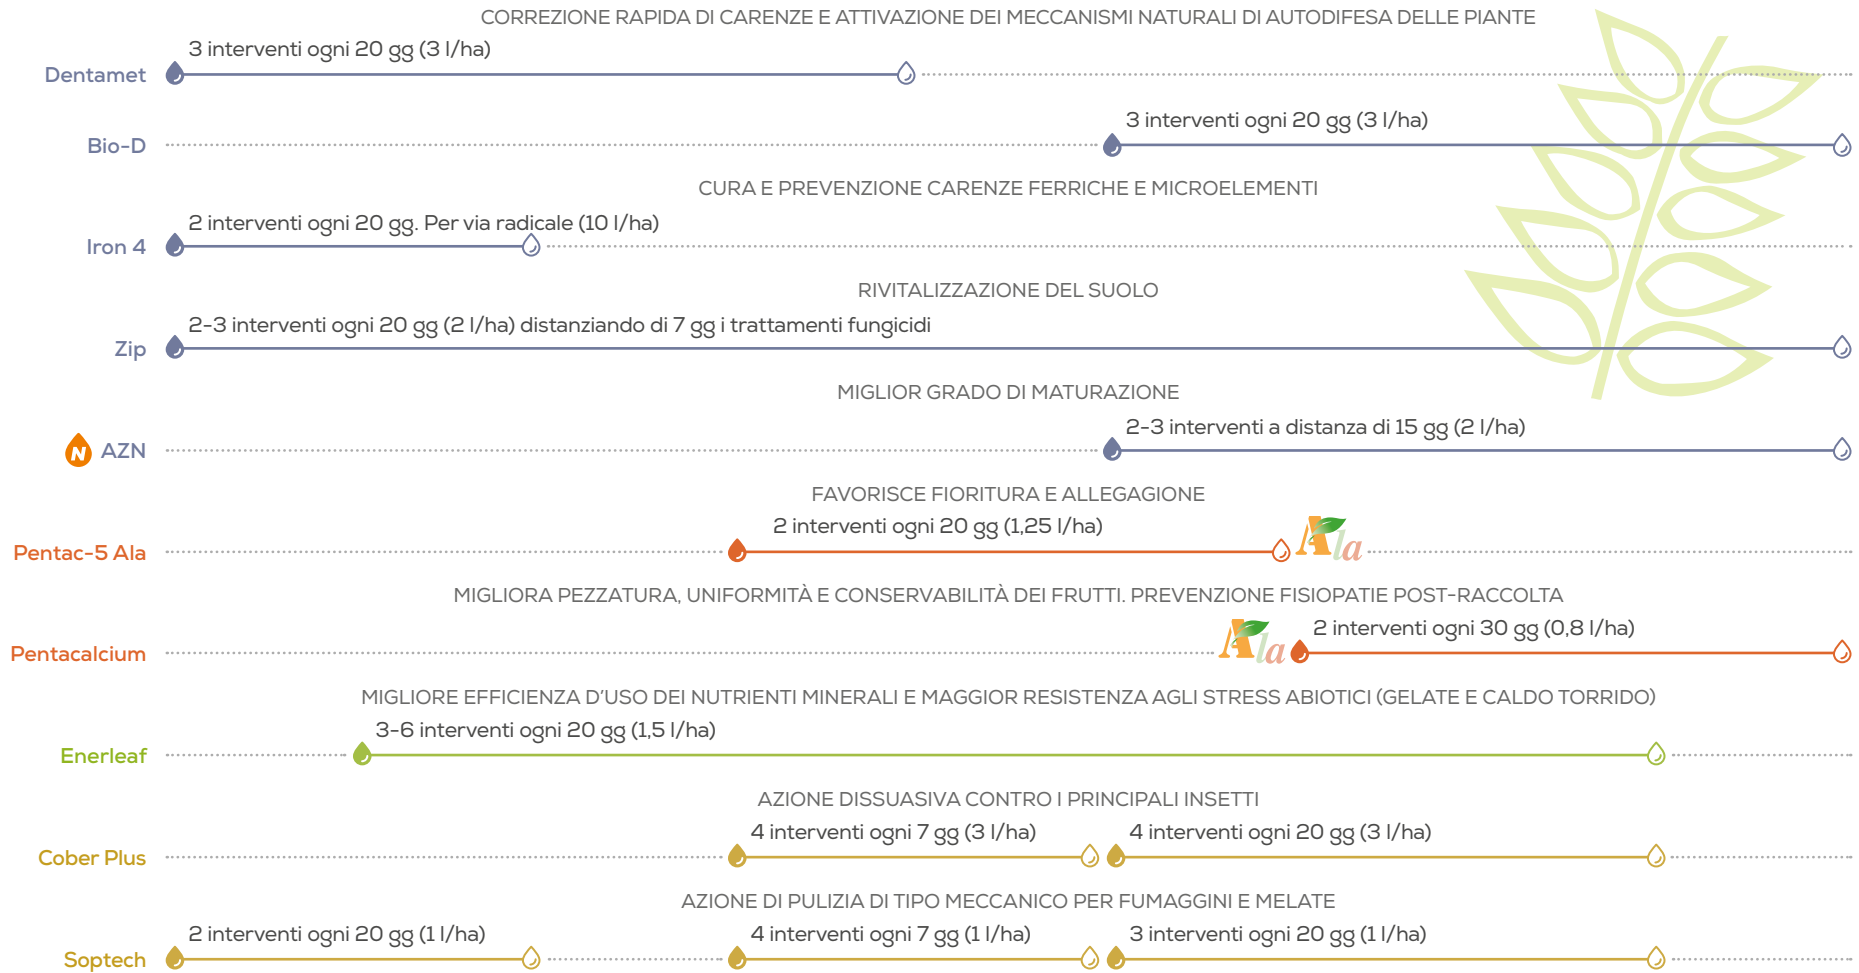 CORREZIONE RAPIDA DI CARENZE E ATTIVAZIONE DEI MECCANISMI NATURALI DI AUTODIFESA DELLE PIANTE
3 interventi ogni 20 gg (3 l/ha)
Dentamet
3 interventi ogni 20 gg (3 l/ha)
Bio-D
CURA E PREVENZIONE CARENZE FERRICHE E MICROELEMENTI
2 interventi ogni 20 gg. Per via radicale (10 l/ha)
Iron 4
RIVITALIZZAZIONE DEL SUOLO
2-3 interventi ogni 20 gg (2 l/ha) distanziando di 7 gg i trattamenti fungicidi
Zip
MIGLIOR GRADO DI MATURAZIONE
2-3 interventi a distanza di 15 gg (2 l/ha)
N AZN
FAVORISCE FIORITURA E ALLEGAGIONE
2 interventi ogni 20 gg (1,25 l/ha)
Pentac-5 Ala Ala
MIGLIORA PEZZATURA, UNIFORMITÀ E CONSERVABILITÀ DEI FRUTTI. PREVENZIONE FISIOPATIE POST-RACCOLTA
2 interventi ogni 30 gg (0,8 l/ha)
Pentacalcium Ala
MIGLIORE EFFICIENZA D'USO DEI NUTRIENTI MINERALI E MAGGIOR RESISTENZA AGLI STRESS ABIOTICI (GELATE E CALDO TORRIDO)
3-6 interventi ogni 20 gg (1,5 l/ha)
Enerleaf
AZIONE DISSUASIVA CONTRO I PRINCIPALI INSETTI
4 interventi ogni 7 gg (3 l/ha) 4 interventi ogni 20 gg (3 l/ha)
Cober Plus
AZIONE DI PULIZIA DI TIPO MECCANICO PER FUMAGGINI E MELATE
2 interventi ogni 20 gg (1 l/ha) 4 interventi ogni 7 gg (1 l/ha) 3 interventi ogni 20 gg (1 l/ha)
Soptech